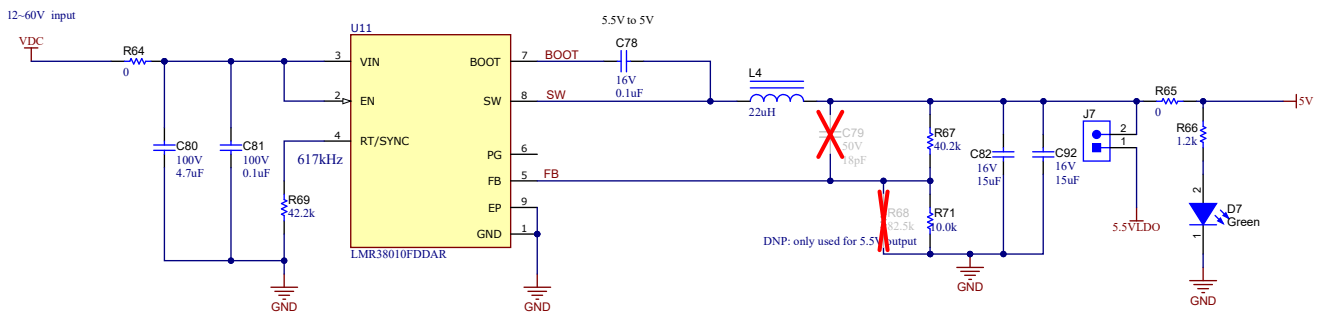 12~60V input
VDC
R64
0
C80
100V
4.7uF
C81
100V
0.1uF
617kHz
R69
42.2k
GND
U11
3 VIN
2 EN
4 RT/SYNC
BOOT 7 BOOT
SW 8 SW
PG 6
FB 5 FB
EP 9
GND 1
LMR38010FDDAR
GND
5.5V to 5V
C78
16V
0.1uF
L4
22uH
C79
50V
18pF
R67
40.2k
R68
82.5k
DNP: only used for 5.5V output
R71
10.0k
GND
C82
16V
15uF
C92
16V
15uF
J7
2
1
5.5VLDO
R65
0
5V
R66
1.2k
2
D7
Green
1
GND